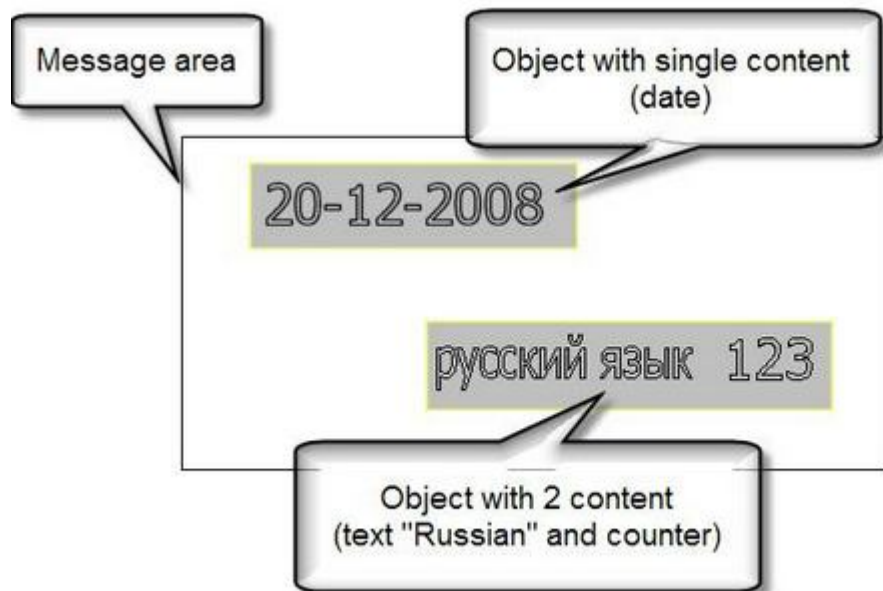 Message area
Object with single content
(date)
20-12-2008
русский язык 123
Object with 2 content
(text "Russian" and counter)